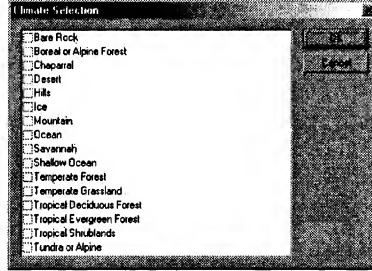 Climate Selection
Bare Rock
Boreal or Alpine Forest
Chaparral
Desert
Hills
Ice
Mountain
Ocean
Savannah
Shallow Ocean
Temperate Forest
Temperate Grassland
Tropical Deciduous Forest
Tropical Evergreen Forest
Tropical Shrublands
Tundra or Alpine
Cancel